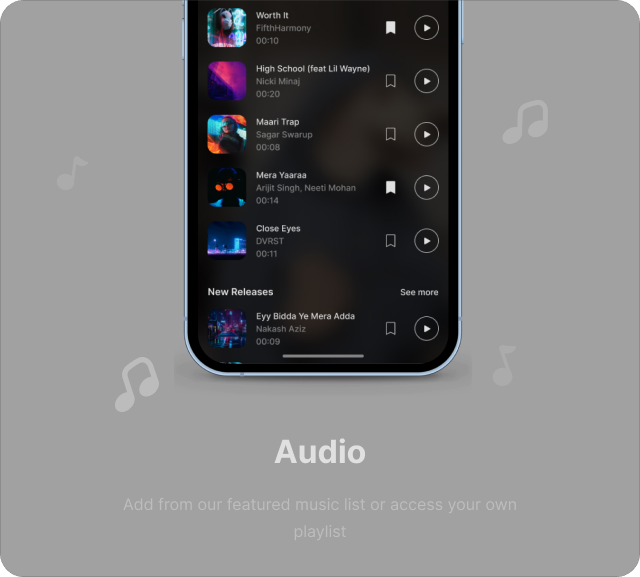 Worth It
FifthHarmony
00:10
High School (feat Lil Wayne)
Nicki Minaj
00:20
Maari Trap
Sagar Swarup
00:08
Mera Yaaraa
Arijit Singh, Neeti Mohan
00:14
Close Eyes
DVRST
00:11
New Releases See more
Eyy Bidda Ye Mera Adda
Nakash Aziz
00:09
Audio
Add from our featured music list or access your own
playlist